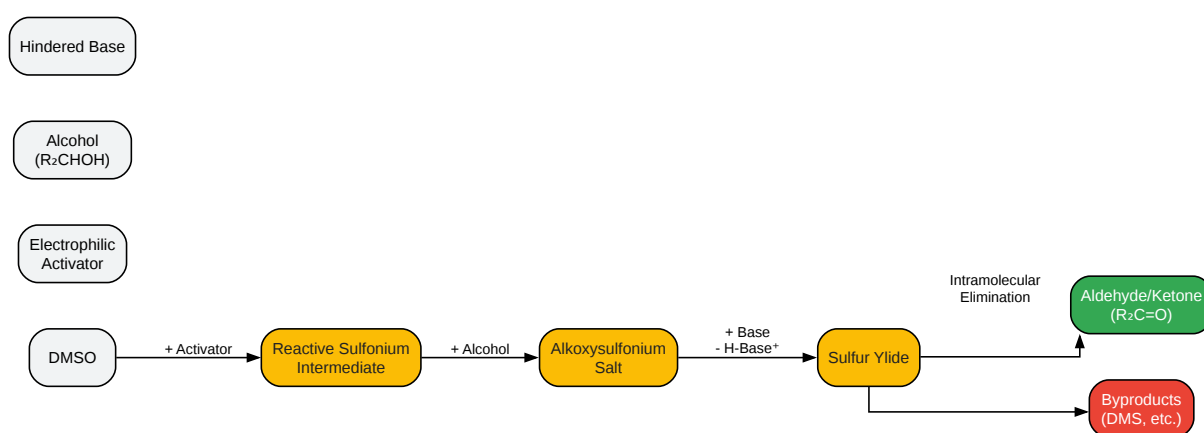 Hindered Base
Alcohol
(R₂CHOH)
Electrophilic
Activator
DMSO
+ Activator
Reactive Sulfonium
Intermediate
+ Alcohol
Alkoxysulfonium
Salt
+ Base
- H-Base⁺
Sulfur Ylide
Intramolecular
Elimination
Aldehyde/Ketone
(R₂C=O)
Byproducts
(DMS, etc.)